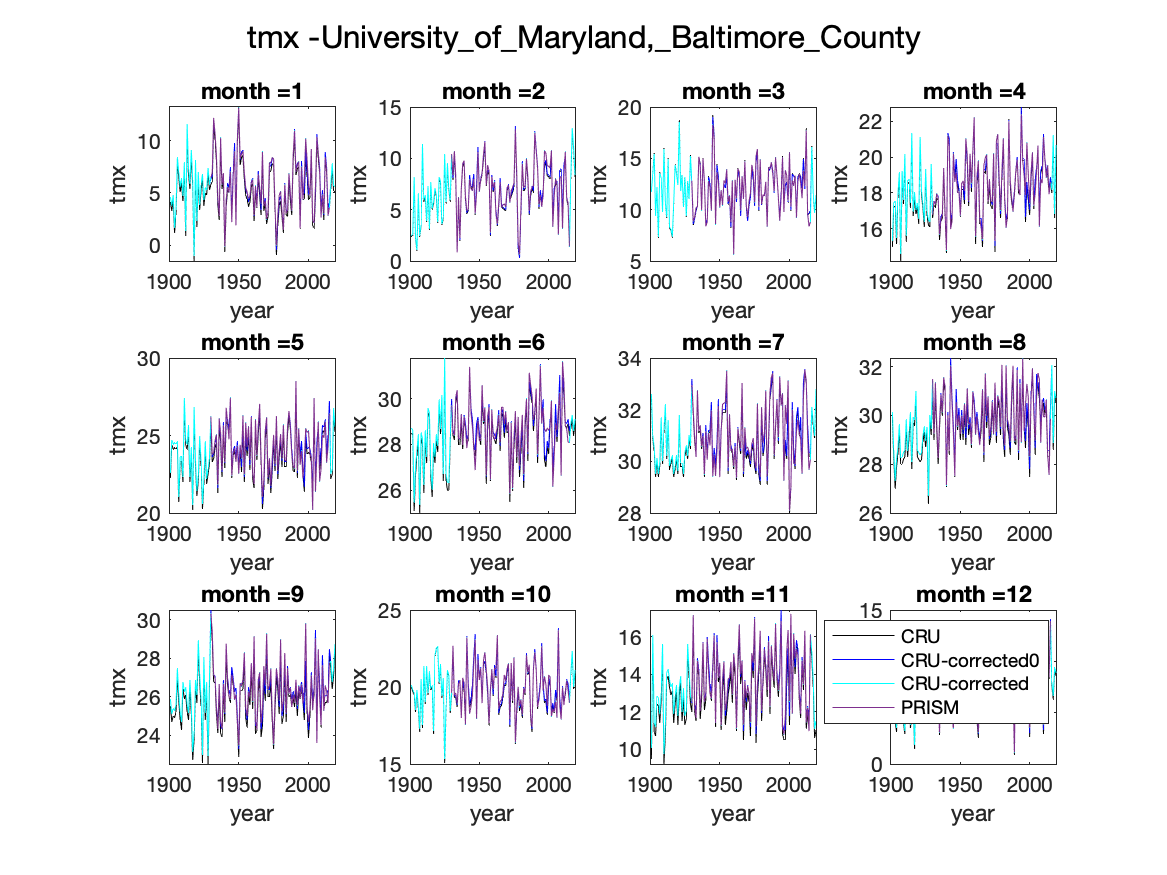 tmx -University_of_Maryland,_Baltimore_County
month =1
month =2
month =3
month =4
10
5
0
tmx
1900
1950
2000
year
15
10
5
0
tmx
1900
1950
2000
year
20
15
10
5
tmx
1900
1950
2000
year
22
20
18
16
tmx
1900
1950
2000
year
month =5
month =6
month =7
month =8
30
25
20
tmx
1900
1950
2000
year
30
28
26
tmx
1900
1950
2000
year
34
32
30
28
tmx
1900
1950
2000
year
32
30
28
26
tmx
1900
1950
2000
year
month =9
month =10
month =11
month =12
30
28
26
24
tmx
1900
1950
2000
year
25
20
15
tmx
1900
1950
2000
year
16
14
12
10
tmx
1900
1950
2000
year
15
0
1900
1950
2000
year
CRU
CRU-corrected0
CRU-corrected
PRISM